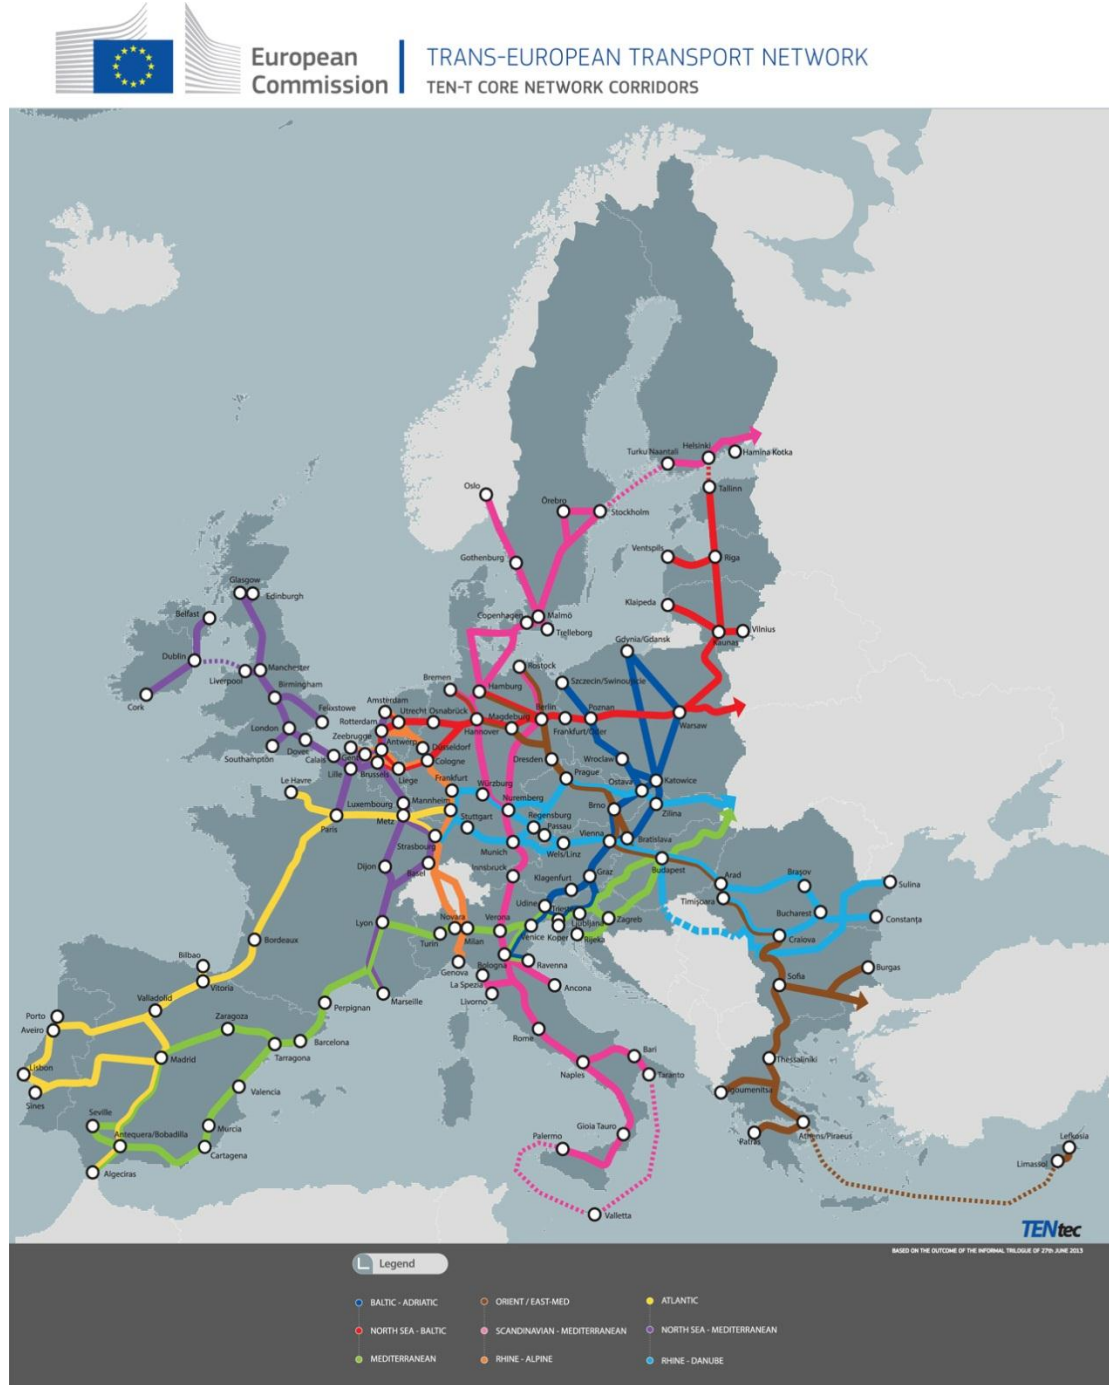 European
Commission
TRANS-EUROPEAN TRANSPORT NETWORK
TEN-T CORE NETWORK CORRIDORS
Helsinki
Turku Naantali
Hamina Kotka
Oslo
Örebro
Tallinn
Stockholm
Ventspils
Riga
Gothenburg
Glasgow
Edinburgh
Klaipeda
Belfast
Copenhagen
Malmö
Trelleborg
Vilnius
Kaunas
Gdynia/Gdansk
Dublin
Liverpool
Manchester
Rostock
Szczecin/Swinoujscie
Birmingham
Bremen
Hamburg
Cork
Felixstowe
Amsterdam
Utrecht
Osnabrück
Berlin
Poznan
Rotterdam
Magdeburg
London
Zeebrugge
Hannover
Frankfurt/Oder
Warsaw
Dover
Antwerp
Düsseldorf
Southampton
Calais
Gent
Cologne
Dresden
Wroclaw
Lille
Brussels
Liege
Prague
Ostava
Katowice
Le Havre
Frankfurt
Würzburg
Luxembourg
Mannheim
Nuremberg
Brno
Zilina
Paris
Metz
Stuttgart
Regensburg
Passau
Strasbourg
Munich
Wels/Linz
Vienna
Bratislava
Dijon
Basel
Innsbruck
Budapest
Klagenfurt
Graz
Arad
Braşov
Sulina
Timişoara
Udine
Lyon
Novara
Verona
Trieste
Ljubljana
Zagreb
Bucharest
Constanţa
Turin
Milan
Venice
Koper
Rijeka
Craiova
Bordeaux
Bilbao
Genova
Bologna
Ravenna
Burgas
Vitoria
La Spezia
Sofia
Valladolid
Livorno
Ancona
Marseille
Perpignan
Porto
Zaragoza
Aveiro
Rome
Barcelona
Tarragona
Madrid
Bari
Thessaliniki
Lisbon
Naples
Taranto
Valencia
Sines
Igoumenitsa
Seville
Murcia
Gioia Tauro
Patras
Athens/Piraeus
Antequera/Bobadilla
Palermo
Lefkosia
Cartagena
Limassol
Algeciras
Valletta
TENtec
BASED ON THE OUTCOME OF THE INFORMAL TRILOGUE OF 27th JUNE 2013
Legend
BALTIC - ADRIATIC
ORIENT / EAST-MED
ATLANTIC
NORTH SEA - BALTIC
SCANDINAVIAN - MEDITERRANEAN
NORTH SEA - MEDITERRANEAN
MEDITERRANEAN
RHINE - ALPINE
RHINE - DANUBE